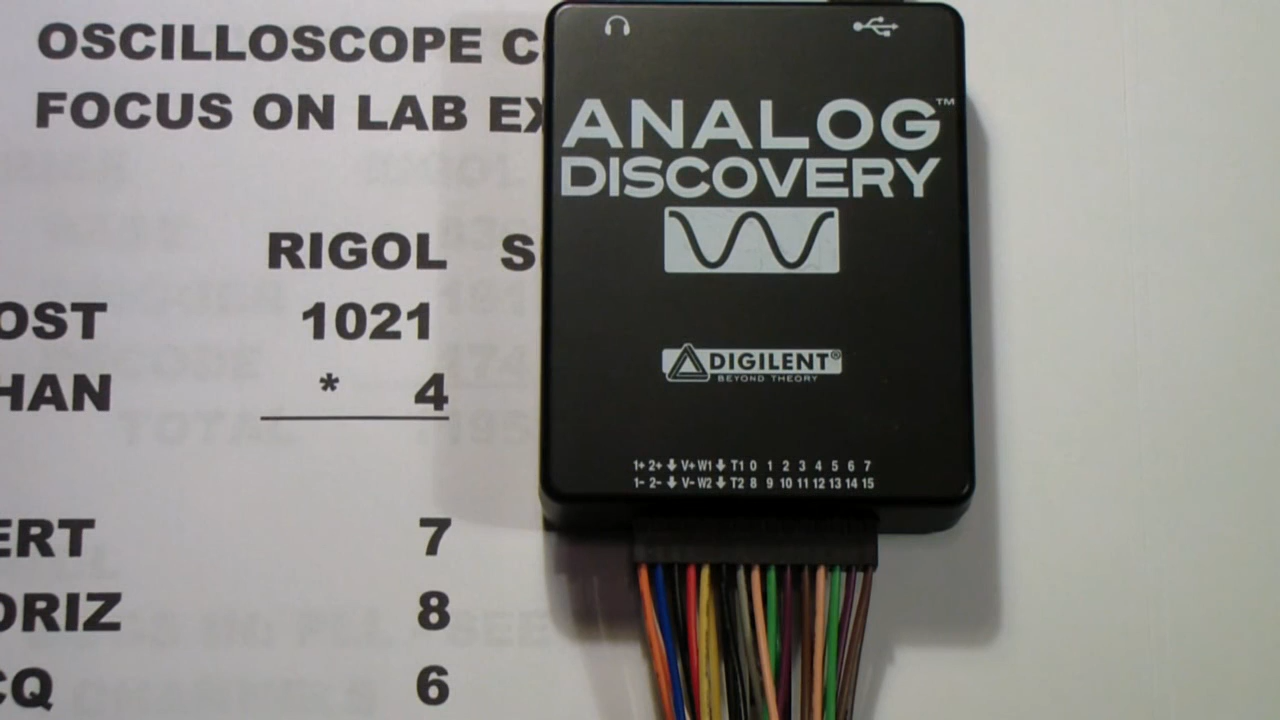 OSCILLOSCOPE C
FOCUS ON LAB EX
RIGOL S
OST 1021
HAN * 4
ERT 7
ORIZ 8
CQ 6
ANALOG™
DISCOVERY
DIGILENT®
BEYOND THEORY
1+ 2+ ⬇ V+ W1 ⬇ T1 0 1 2 3 4 5 6 7
1- 2- ⬇ V- W2 ⬇ T2 8 9 10 11 12 13 14 15